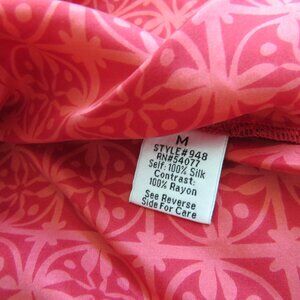 M
STYLE#948
RN#54077
Self: 100% Silk
Contrast:
100% Rayon
See Reverse
Side For Care